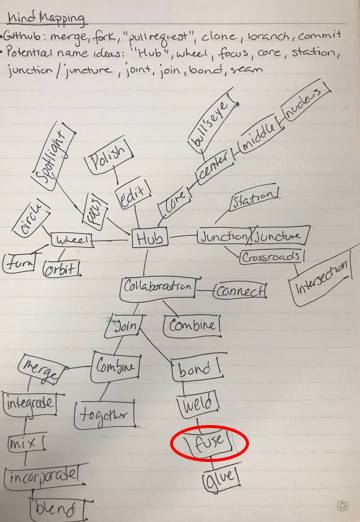 Mind Mapping
• Github: merge, fork, "pull request", clone, branch, commit
• Potential name ideas: "Hub", wheel, focus, core, station,
junction/juncture, joint, join, bond, seam
bull's eye
nucleus
middle
center
Spotlight
Polish
Edit
core
focus
circle
Station
wheel
Hub
Junction/Juncture
turn
orbit
Crossroads
Intersection
Collaboration
Connect
Join
Combine
merge
Combine
bond
integrate
together
weld
mix
fuse
incorporate
glue
blend